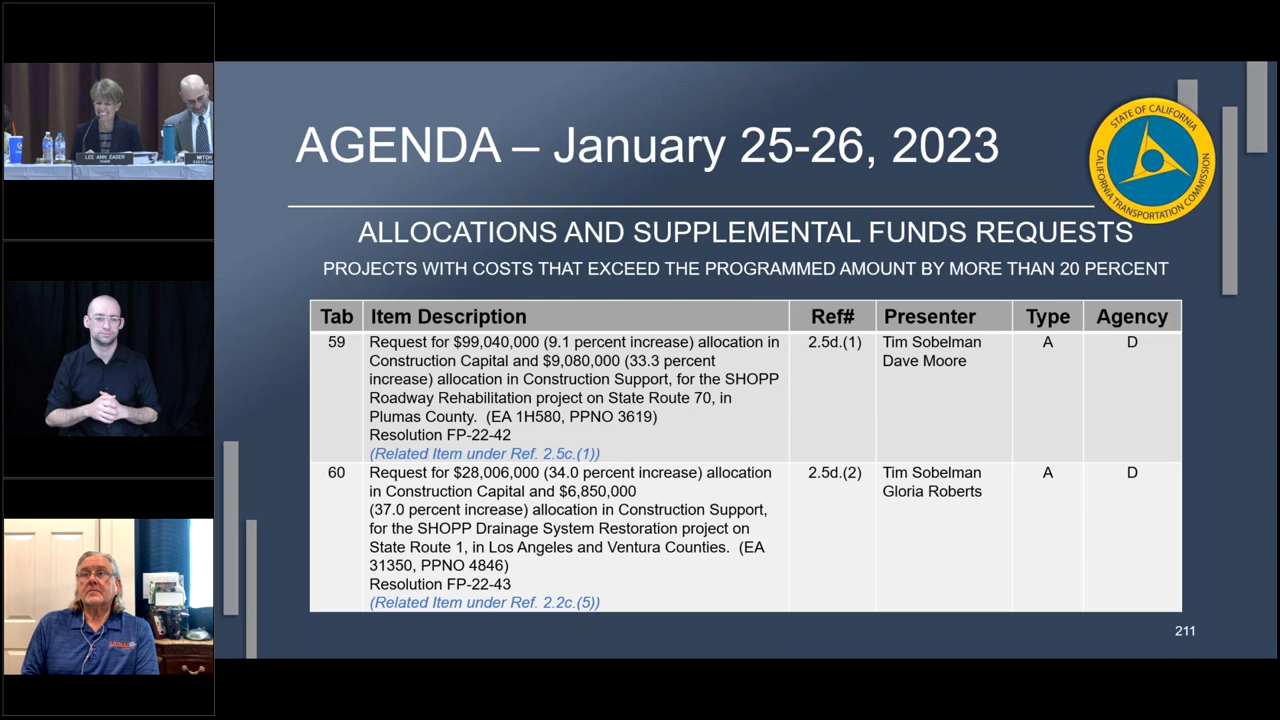 LEE ANN EAGER
CHAIR
MITCH
AGENDA – January 25-26, 2023
STATE OF CALIFORNIA
CALIFORNIA TRANSPORTATION COMMISSION
ALLOCATIONS AND SUPPLEMENTAL FUNDS REQUESTS
PROJECTS WITH COSTS THAT EXCEED THE PROGRAMMED AMOUNT BY MORE THAN 20 PERCENT
Tab Item Description Ref# Presenter Type Agency
59 Request for $99,040,000 (9.1 percent increase) allocation in 2.5d.(1) Tim Sobelman A D
Construction Capital and $9,080,000 (33.3 percent Dave Moore
increase) allocation in Construction Support, for the SHOPP
Roadway Rehabilitation project on State Route 70, in
Plumas County. (EA 1H580, PPNO 3619)
Resolution FP-22-42
(Related Item under Ref. 2.5c.(1))
60 Request for $28,006,000 (34.0 percent increase) allocation 2.5d.(2) Tim Sobelman A D
in Construction Capital and $6,850,000 Gloria Roberts
(37.0 percent increase) allocation in Construction Support,
for the SHOPP Drainage System Restoration project on
State Route 1, in Los Angeles and Ventura Counties. (EA
31350, PPNO 4846)
Resolution FP-22-43
(Related Item under Ref. 2.2c.(5))
211